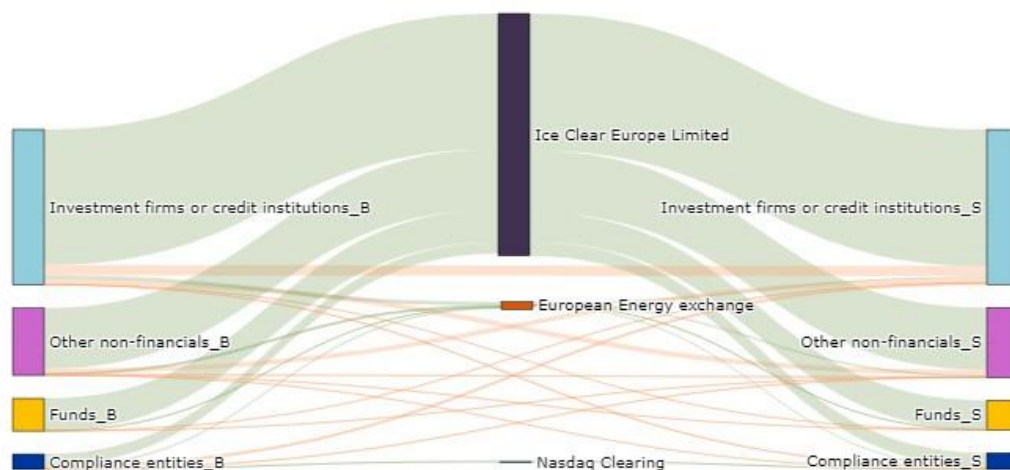 Ice Clear Europe Limited
Investment firms or credit institutions_B
Investment firms or credit institutions_S
European Energy exchange
Other non-financials_B
Other non-financials_S
Funds_B
Funds_S
Compliance entities_B
Nasdaq Clearing
Compliance entities_S